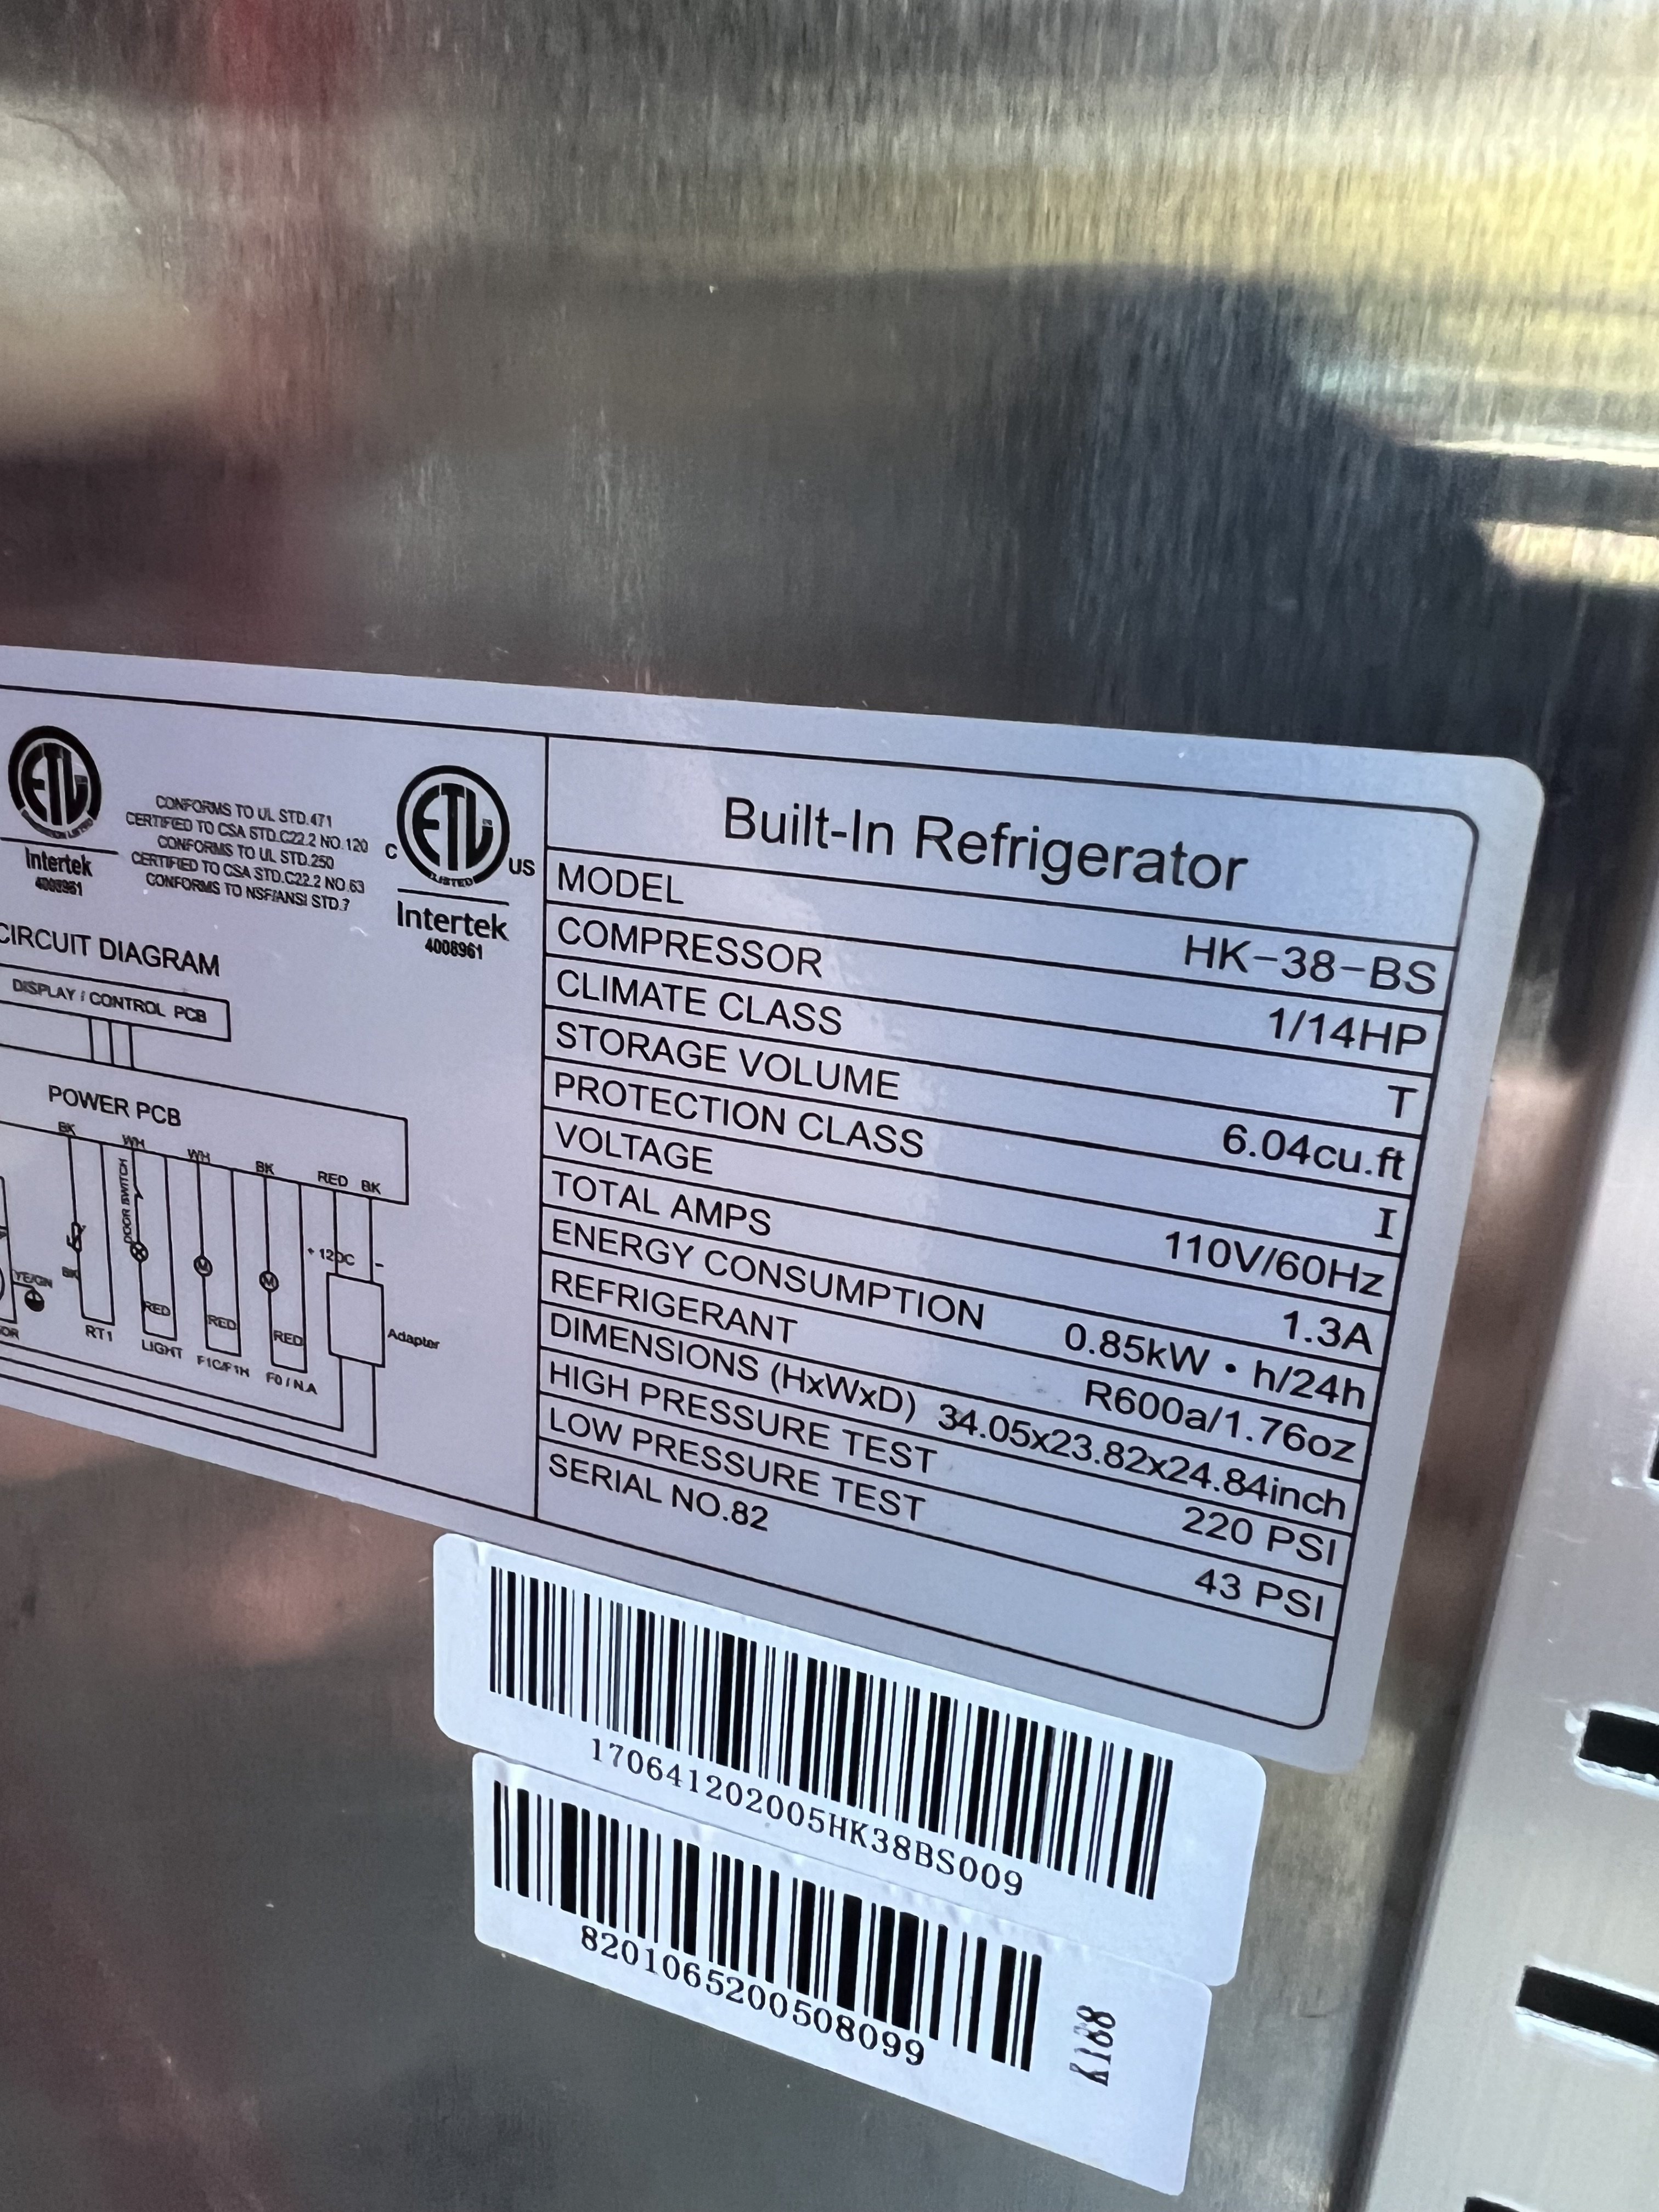 ETL
Intertek
4008961
CONFORMS TO UL STD.471
CERTIFIED TO CSA STD.C22.2 NO.120
CONFORMS TO UL STD.250
CERTIFIED TO CSA STD.C22.2 NO.63
CONFORMS TO NSF/ANSI STD.7
C ETL US
LISTED
Intertek
4008961
CIRCUIT DIAGRAM
DISPLAY / CONTROL PCB
POWER PCB
BK WH WH BK RED BK
DOOR SWITCH
+ 12DC -
YE/GN BK
RED RED RED
Adapter
RT1 LIGHT F1C/F1H F0 / N.A
Built-In Refrigerator
MODEL HK-38-BS
COMPRESSOR 1/14HP
CLIMATE CLASS T
STORAGE VOLUME 6.04cu.ft
PROTECTION CLASS I
VOLTAGE 110V/60Hz
TOTAL AMPS 1.3A
ENERGY CONSUMPTION 0.85kW • h/24h
REFRIGERANT R600a/1.76oz
DIMENSIONS (HxWxD) 34.05x23.82x24.84inch
HIGH PRESSURE TEST 220 PSI
LOW PRESSURE TEST 43 PSI
SERIAL NO.82
170641202005HK38BS009
8201065200508099
K188